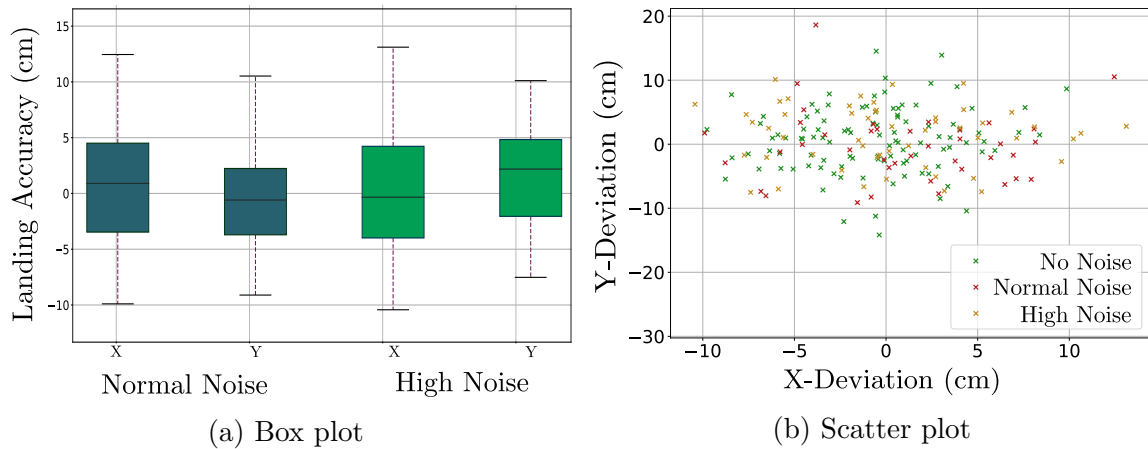 Landing Accuracy (cm)
15
10
5
0
−5
−10
X
Y
X
Y
Normal Noise
High Noise
(a) Box plot
Y-Deviation (cm)
20
10
0
−10
−20
−30
−10
−5
0
5
10
No Noise
Normal Noise
High Noise
X-Deviation (cm)
(b) Scatter plot